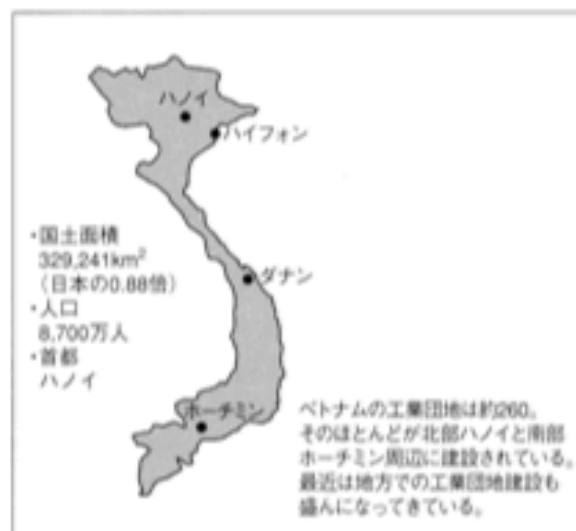 ハノイ
ハイフォン
・国土面積
329,241km²
（日本の0.88倍）
・人口
8,700万人
・首都
ハノイ
ダナン
ホーチミン
ベトナムの工業団地は約260。
そのほとんどが北部ハノイと南部
ホーチミン周辺に建設されている。
最近は地方での工業団地建設も
盛んになってきている。